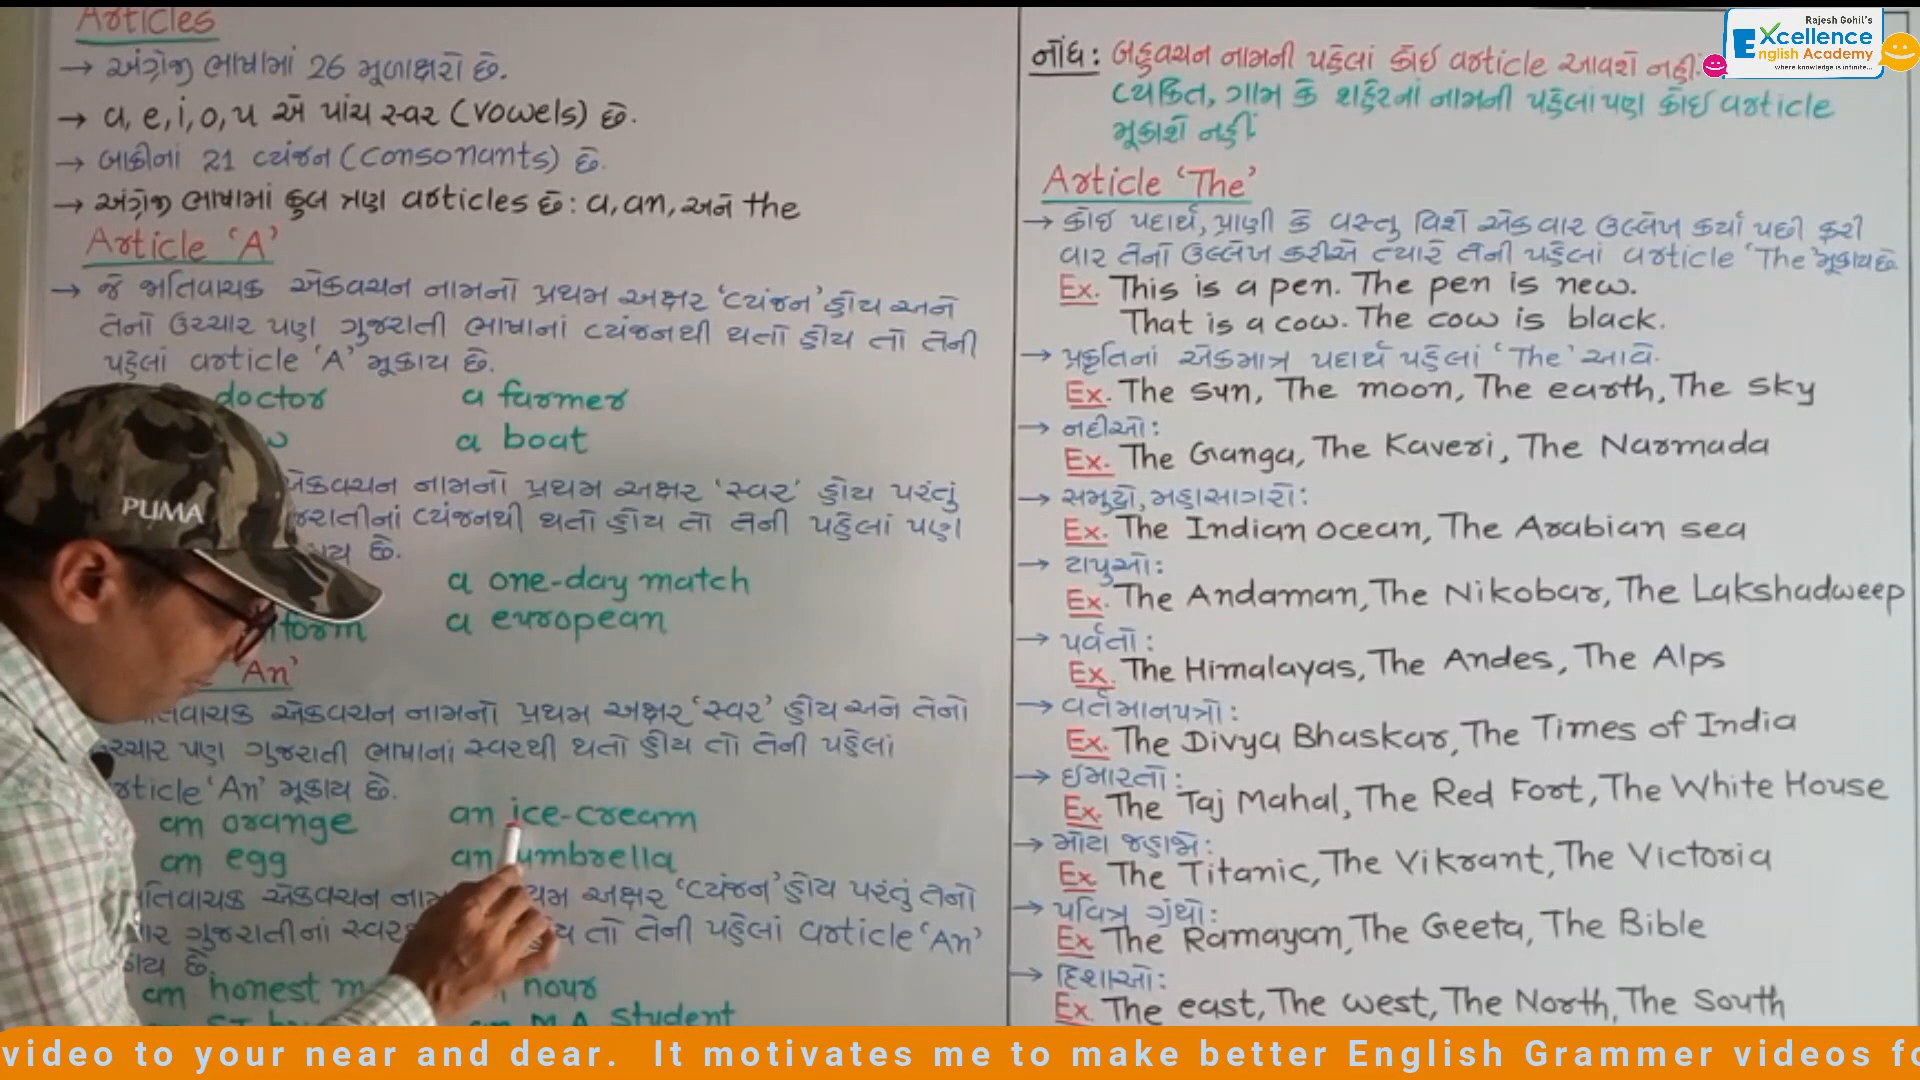 Articles
→ અંગ્રેજી ભાષામાં 26 મૂળાક્ષરો છે.
→ a, e, i, o, u એ પાંચ સ્વર (vowels) છે.
→ બાકીનાં 21 વ્યંજન (consonants) છે.
→ અંગ્રેજી ભાષામાં કુલ ત્રણ articles છે : a, an, અને the
Article 'A'
→ જે જાતિવાચક એકવચન નામનો પ્રથમ અક્ષર 'વ્યંજન' હોય અને
તેનો ઉચ્ચાર પણ ગુજરાતી ભાષાનાં વ્યંજનથી થતો હોય તો તેની
પહેલાં article 'A' મૂકાય છે.
doctor a farmer
a boat
એકવચન નામનો પ્રથમ અક્ષર 'સ્વર' હોય પરંતુ
વ્યંજનથી થતો હોય તો તેની પહેલાં પણ
છે.
a one-day match
a european
'An'
એકવચન નામનો પ્રથમ અક્ષર 'સ્વર' હોય અને તેનો
પણ ગુજરાતી ભાષાનાં સ્વરથી થતો હોય તો તેની પહેલાં
'An' મૂકાય છે.
an orange an ice-cream
an egg an umbrella
એકવચન અક્ષર 'વ્યંજન' હોય પરંતુ તેનો
ગુજરાતીનાં તો તેની પહેલાં article 'An'
છે.
an honest hour
M.A. student
નોંધ : બહુવચન નામની પહેલાં કોઈ article આવશે નહીં.
વ્યકિત, ગામ કે શહેરનાં નામની પહેલાં પણ કોઈ article
મૂકાશે નહીં
Article 'The'
→ કોઈ પદાર્થ, પ્રાણી કે વસ્તુ વિશે એકવાર ઉલ્લેખ કર્યા પછી ફરી
વાર તેનો ઉલ્લેખ કરીએ ત્યારે તેની પહેલાં article 'The' મૂકાય છે.
Ex. This is a pen. The pen is new.
That is a cow. The cow is black.
→ પ્રકૃતિનાં એકમાત્ર પદાર્થ પહેલાં 'The' આવે.
Ex. The sun, The moon, The earth, The sky
→ નદીઓ :
Ex. The Ganga, The Kaveri, The Narmada
→ સમુદ્રો, મહાસાગરો :
Ex. The Indian ocean, The Arabian sea
→ ટાપુઓ :
Ex. The Andaman, The Nikobar, The Lakshadweep
→ પર્વતો :
Ex. The Himalayas, The Andes, The Alps
→ વર્તમાનપત્રો :
Ex. The Divya Bhaskar, The Times of India
→ ઈમારતો :
Ex. The Taj Mahal, The Red Fort, The White House
→ મોટા જહાજો :
Ex The Titanic, The Vikrant, The Victoria
→ પવિત્ર ગ્રંથો :
Ex The Ramayan, The Geeta, The Bible
→ દિશાઓ :
Ex. The east, The west, The North, The South
PUMA
Rajesh Gohil's
Excellence
English Academy
where knowledge is infinite...
video to your near and dear. It motivates me to make better English Grammer videos